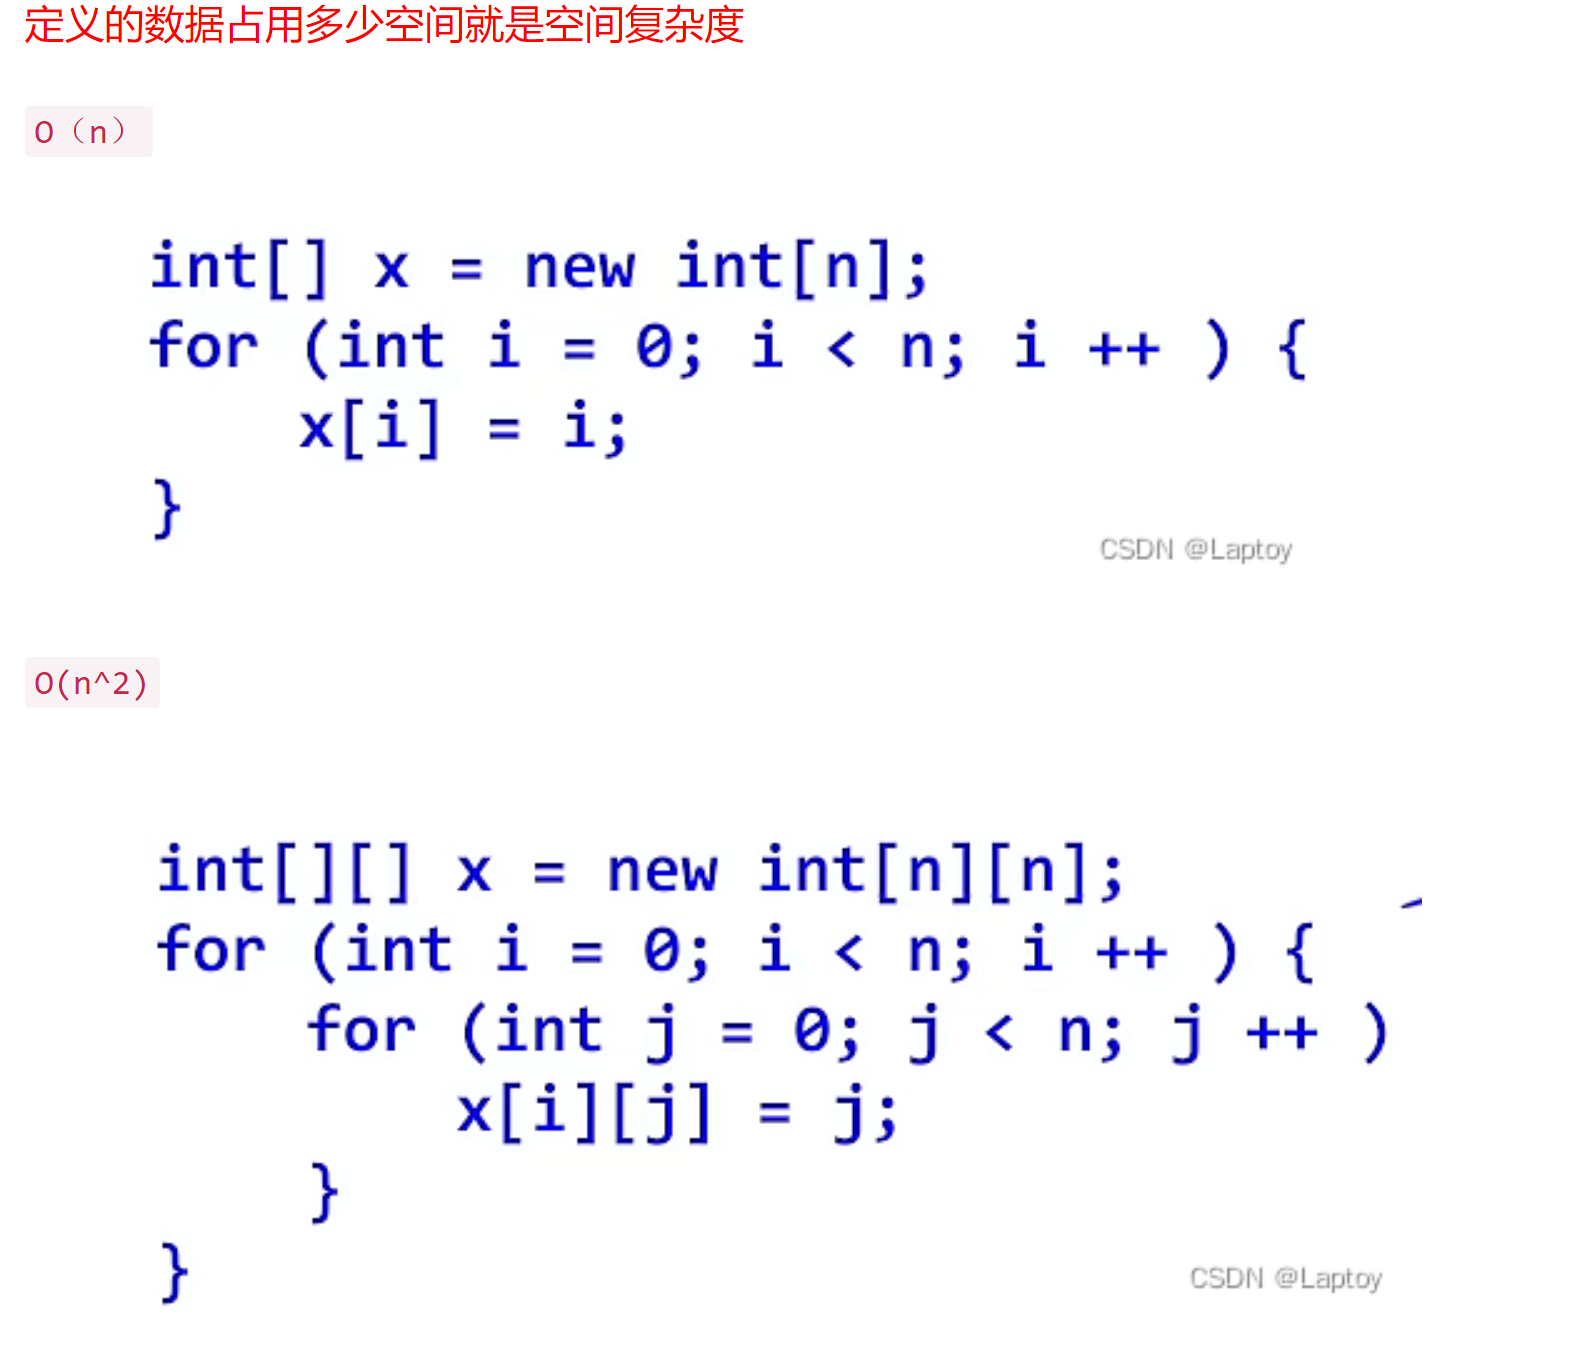 定义的数据占用多少空间就是空间复杂度
O（n）
int[] x = new int[n];
for (int i = 0; i < n; i ++ ) {
    x[i] = i;
}
CSDN @Laptoy
O(n^2)
int[][] x = new int[n][n];
for (int i = 0; i < n; i ++ ) {
    for (int j = 0; j < n; j ++ )
        x[i][j] = j;
    }
}
CSDN @Laptoy